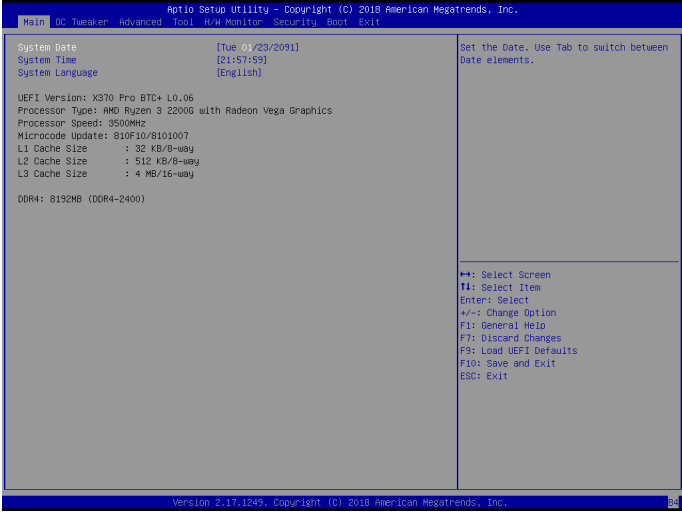 Aptio Setup Utility – Copyright (C) 2018 American Megatrends, Inc.
Main OC Tweaker Advanced Tool H/W Monitor Security Boot Exit
System Date [Tue 01/23/2091]
System Time [21:57:59]
System Language [English]
UEFI Version: X370 Pro BTC+ L0.06
Processor Type: AMD Ryzen 3 2200G with Radeon Vega Graphics
Processor Speed: 3500MHz
Microcode Update: 810F10/8101007
L1 Cache Size : 32 KB/8-way
L2 Cache Size : 512 KB/8-way
L3 Cache Size : 4 MB/16-way
DDR4: 8192MB (DDR4-2400)
Set the Date. Use Tab to switch between
Date elements.
↔: Select Screen
↑↓: Select Item
Enter: Select
+/-: Change Option
F1: General Help
F7: Discard Changes
F9: Load UEFI Defaults
F10: Save and Exit
ESC: Exit
Version 2.17.1249. Copyright (C) 2018 American Megatrends, Inc.
B4